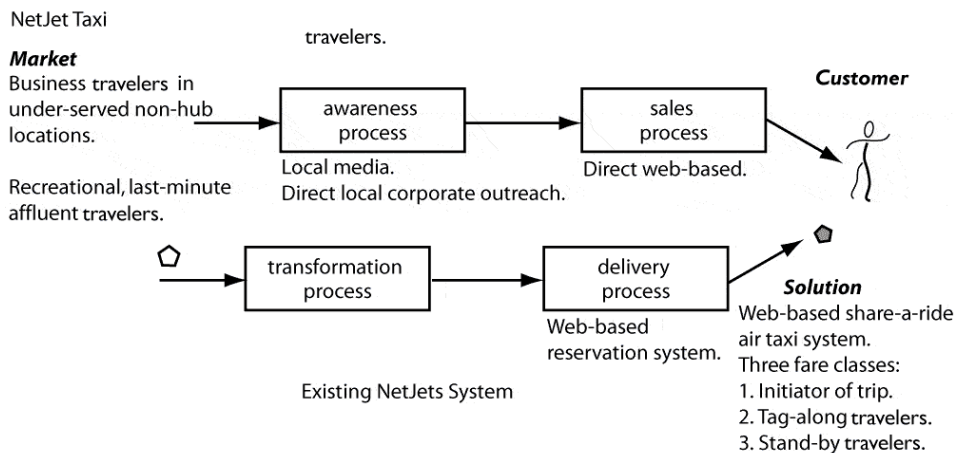 NetJet Taxi
travelers.
Market
Business travelers in
under-served non-hub
locations.
Recreational, last-minute
affluent travelers.
awareness
process
Local media.
Direct local corporate outreach.
sales
process
Direct web-based.
Customer
transformation
process
Existing NetJets System
delivery
process
Web-based
reservation system.
Solution
Web-based share-a-ride
air taxi system.
Three fare classes:
1. Initiator of trip.
2. Tag-along travelers.
3. Stand-by travelers.